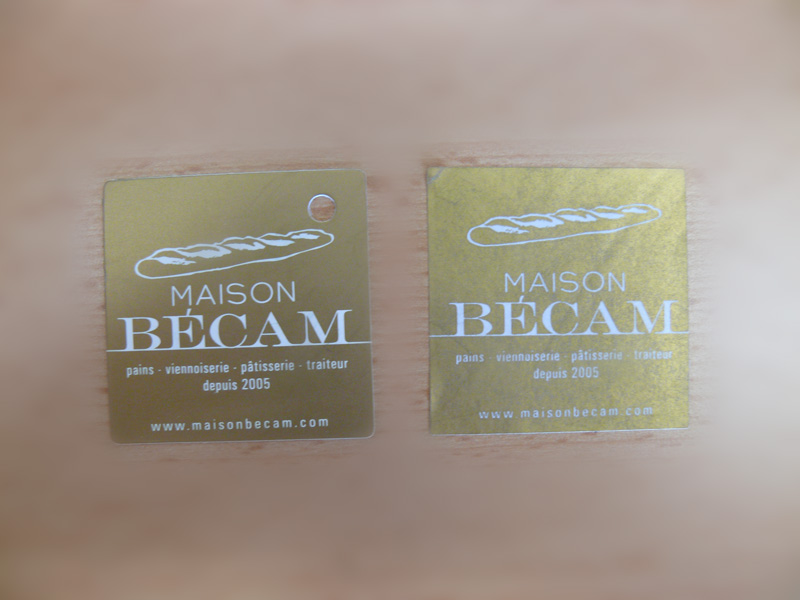 MAISON
BÉCAM
pains · viennoiserie · pâtisserie · traiteur
depuis 2005
www.maisonbecam.com
MAISON
BÉCAM
pains · viennoiserie · pâtisserie · traiteur
depuis 2005
www.maisonbecam.com